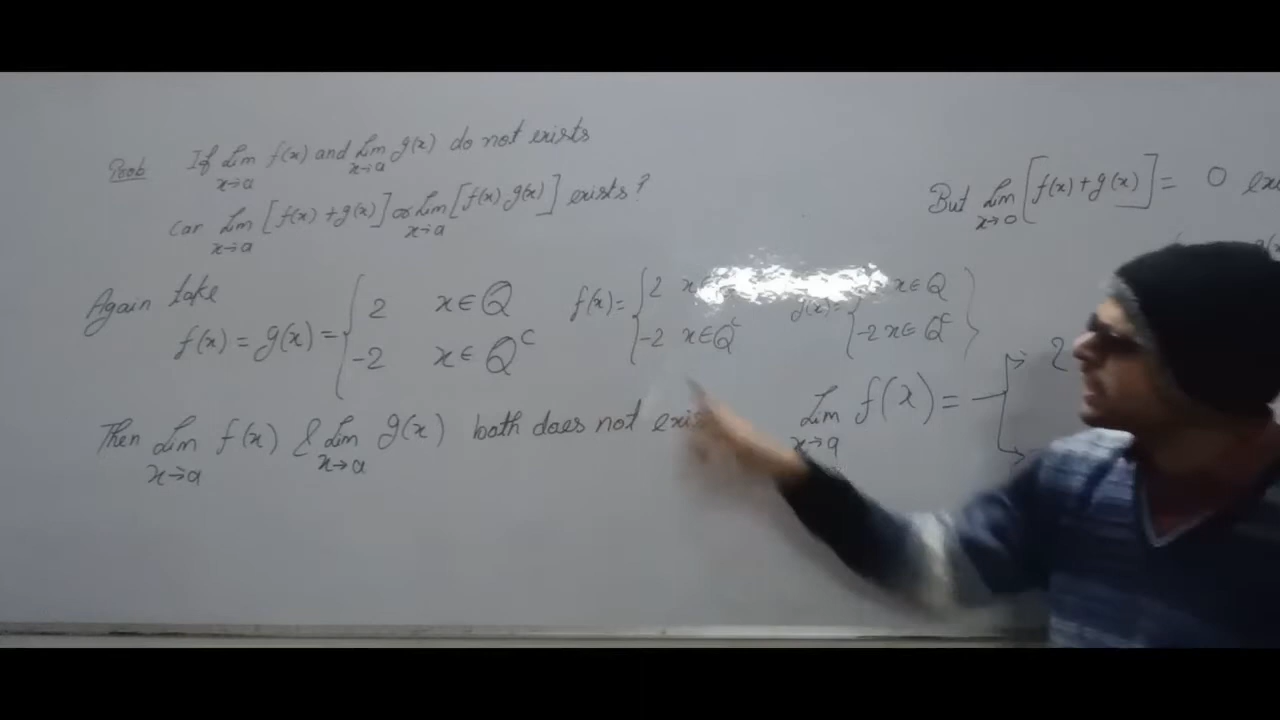 Prob If Lim x→a f(x) and Lim x→a g(x) do not exists
Can Lim x→a [f(x) + g(x)] or Lim x→a [f(x) g(x)] exists?
But Lim x→0 [f(x) + g(x)] = 0
Again take
f(x) = g(x) = { 2 x ∈ Q
-2 x ∈ Q^c
f(x) = { 2 x
-2 x ∈ Q^c
g(x) = { x ∈ Q
-2 x ∈ Q^c }
Then Lim x→a f(x) & Lim x→a g(x) both does not
Lim x→a f(x) = → 2